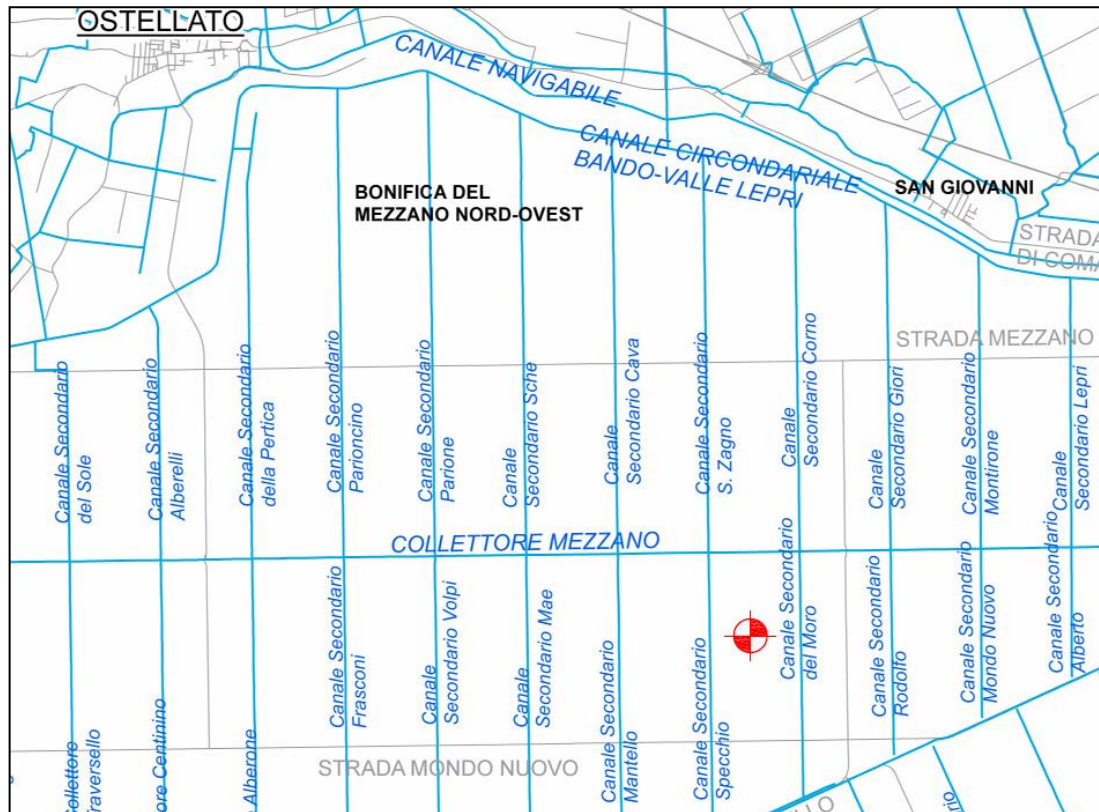 OSTELLATO
CANALE NAVIGABILE
CANALE CIRCONDARIALE
BANDO-VALLE LEPRI
BONIFICA DEL
MEZZANO NORD-OVEST
SAN GIOVANNI
STRADA
DI COMA
STRADA MEZZANO
Canale Secondario
del Sole
Canale Secondario
Alberelli
Canale Secondario
della Pertica
Canale Secondario
Parioncino
Canale Secondario
Parione
Canale
Secondario Sche
Canale
Secondario Cava
Canale Secondario
S. Zagno
Canale
Secondario Corno
Canale
Secondario Giori
Canale Secondario
Montirone
Canale
Secondario Lepri
COLLETTORE MEZZANO
Canale Secondario
Frasconi
Canale
Secondario Volpi
Canale
Secondario Mae
Canale Secondario
Mantello
Canale Secondario
Specchio
Canale Secondario
del Moro
Canale Secondario
Rodolfo
Canale Secondario
Mondo Nuovo
Canale Secondario
Alberto
Collettore
raversello
ore Centinino
Alberone
STRADA MONDO NUOVO
LLO
rio